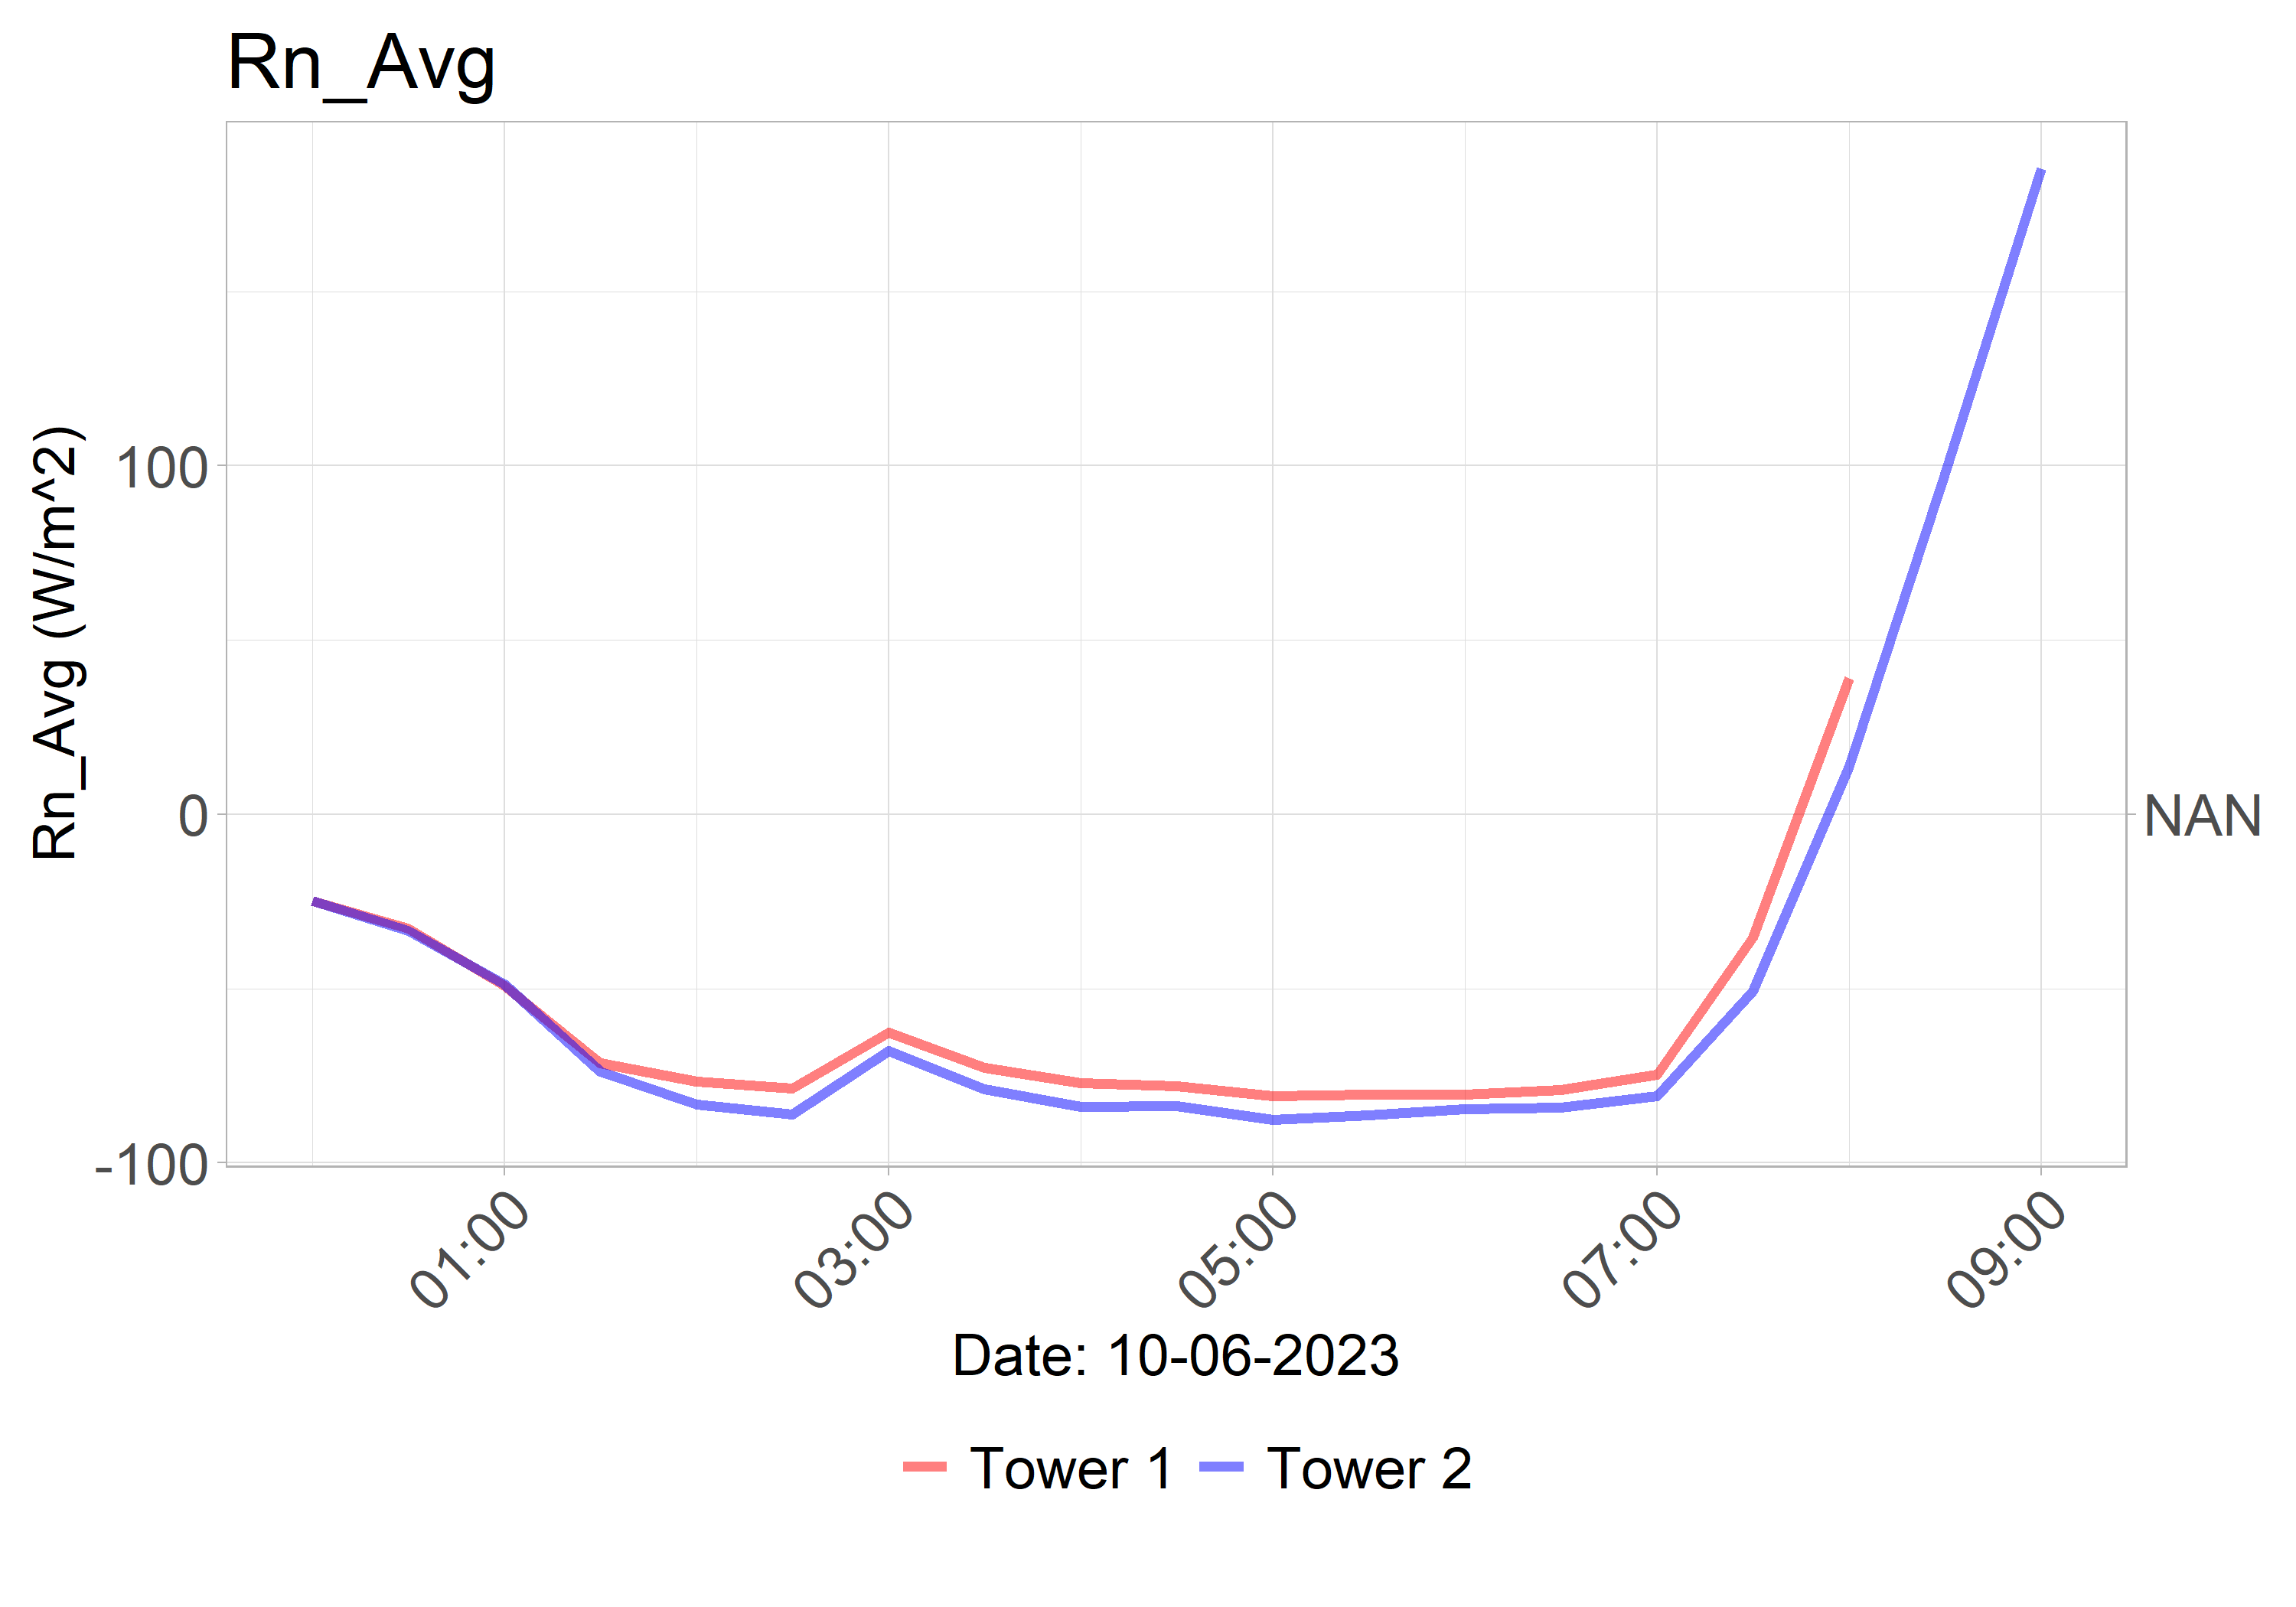 Rn_Avg
Rn_Avg (W/m^2)
100
0
-100
NAN
01:00
03:00
05:00
07:00
09:00
Date: 10-06-2023
Tower 1
Tower 2